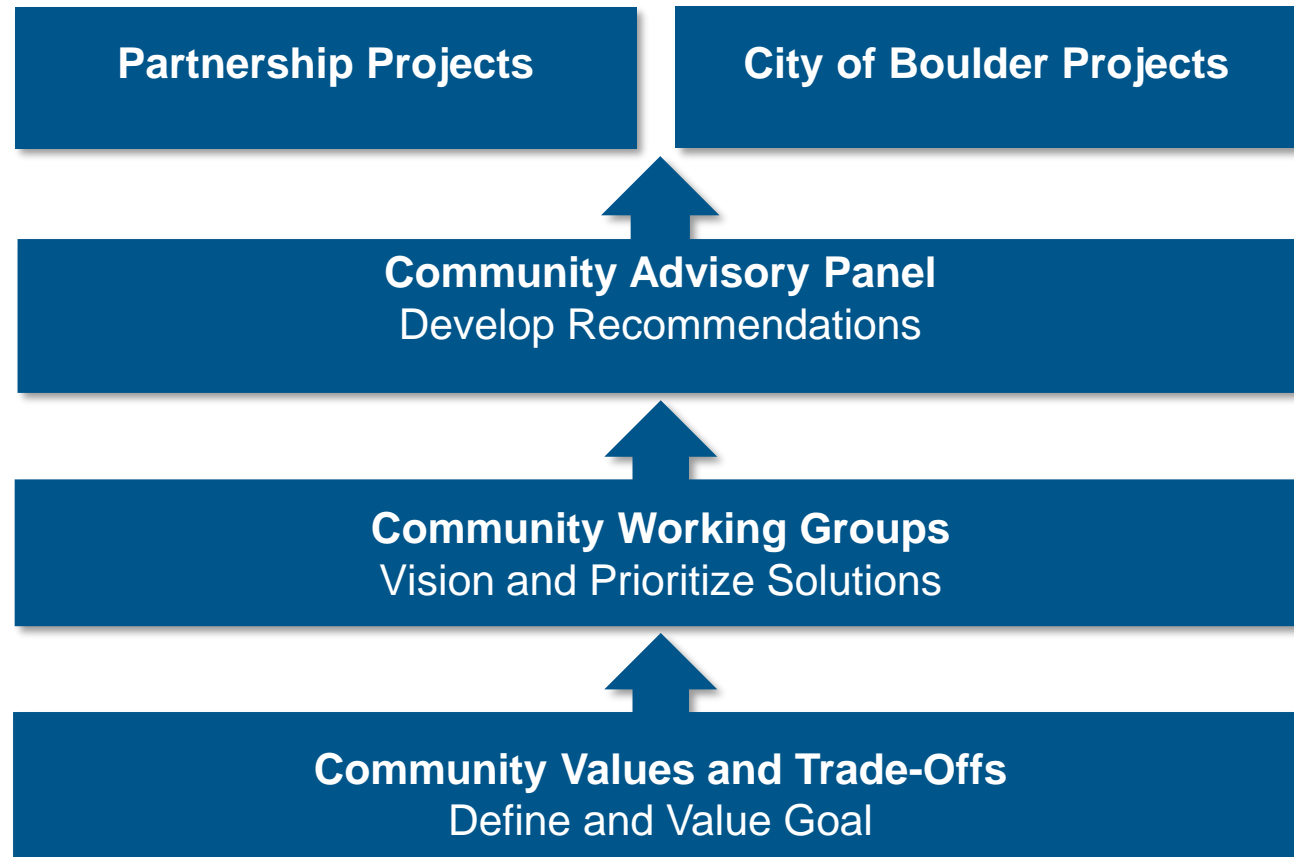 Partnership Projects
City of Boulder Projects
Community Advisory Panel
Develop Recommendations
Community Working Groups
Vision and Prioritize Solutions
Community Values and Trade-Offs
Define and Value Goal